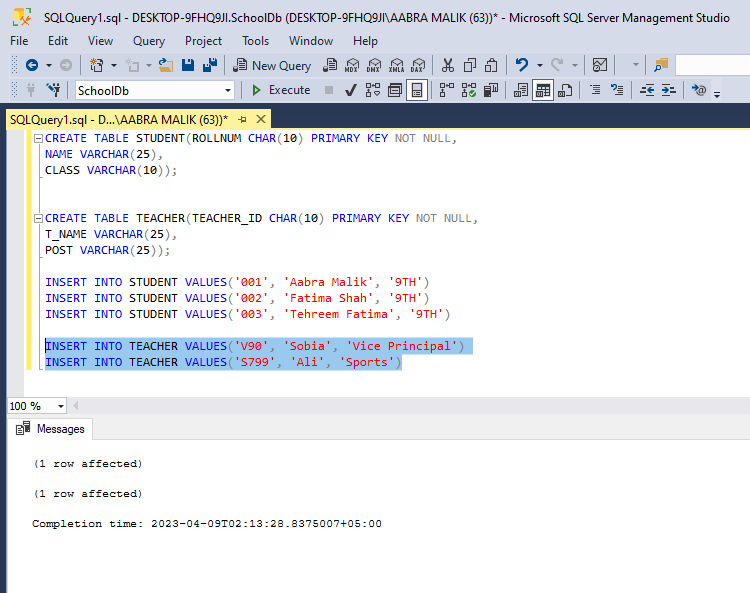 SQLQuery1.sql - DESKTOP-9FHQ9JI.SchoolDb (DESKTOP-9FHQ9JI\AABRA MALIK (63))* - Microsoft SQL Server Management Studio
File Edit View Query Project Tools Window Help
New Query MDX DMX XMLA DAX
SchoolDb Execute
SQLQuery1.sql - D...\AABRA MALIK (63))*
CREATE TABLE STUDENT(ROLLNUM CHAR(10) PRIMARY KEY NOT NULL,
NAME VARCHAR(25),
CLASS VARCHAR(10));
CREATE TABLE TEACHER(TEACHER_ID CHAR(10) PRIMARY KEY NOT NULL,
T_NAME VARCHAR(25),
POST VARCHAR(25));
INSERT INTO STUDENT VALUES('001', 'Aabra Malik', '9TH')
INSERT INTO STUDENT VALUES('002', 'Fatima Shah', '9TH')
INSERT INTO STUDENT VALUES('003', 'Tehreem Fatima', '9TH')
INSERT INTO TEACHER VALUES('V90', 'Sobia', 'Vice Principal')
INSERT INTO TEACHER VALUES('S799', 'Ali', 'Sports')
100 %
Messages
(1 row affected)
(1 row affected)
Completion time: 2023-04-09T02:13:28.8375007+05:00